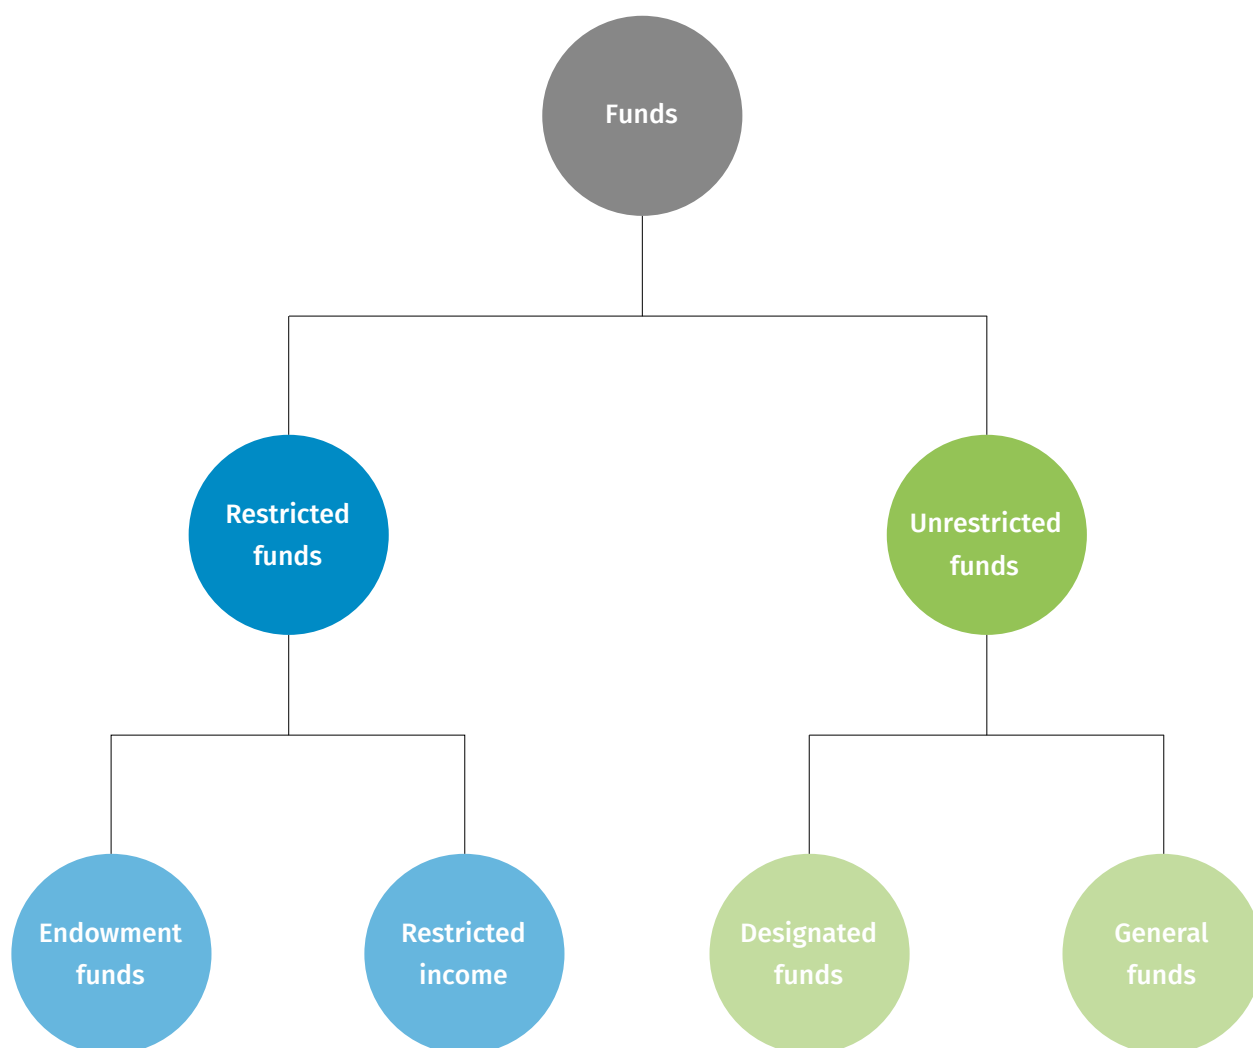 Funds
Restricted
funds
Unrestricted
funds
Endowment
funds
Restricted
income
Designated
funds
General
funds